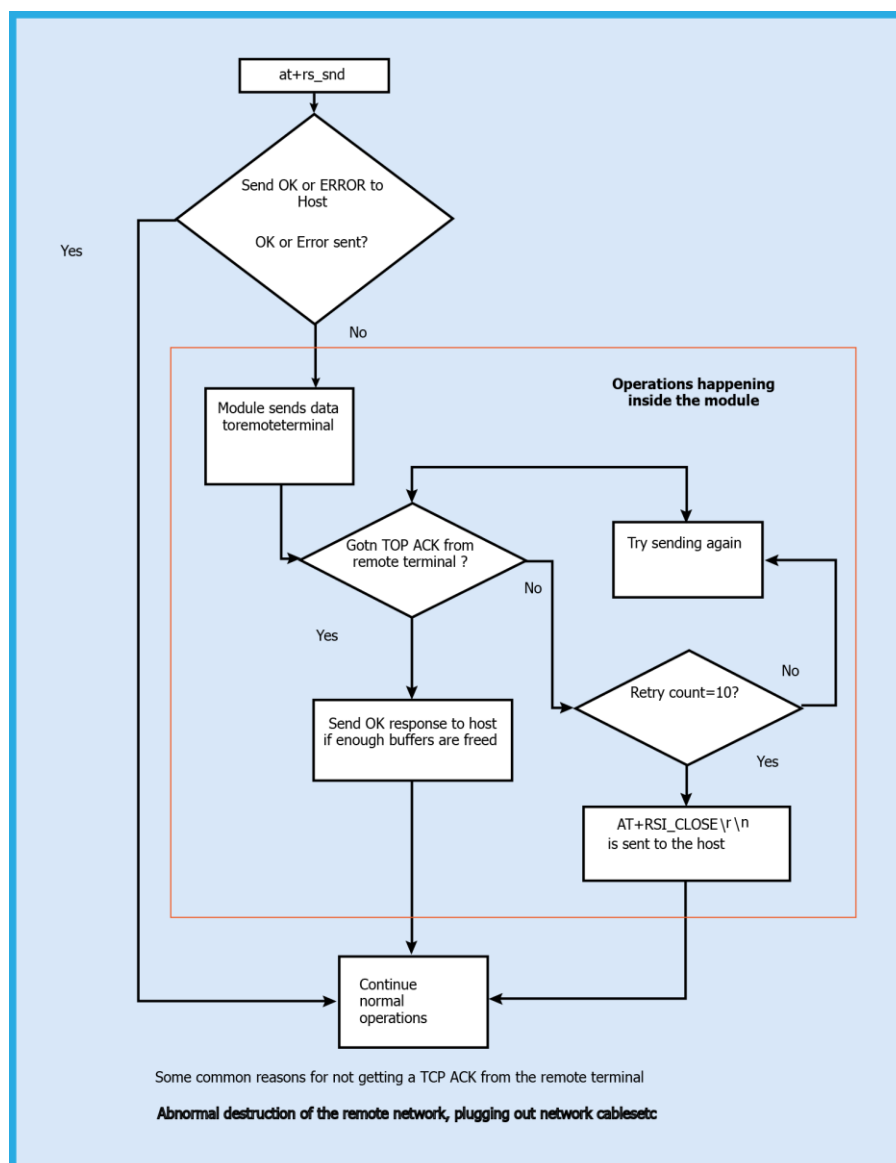 at+rs_snd
Send OK or ERROR to
Host
OK or Error sent?
Yes
No
Operations happening
inside the module
Module sends data
toremoteterminal
Gotn TOP ACK from
remote terminal ?
Try sending again
No
Yes
Retry count=10?
No
Send OK response to host
if enough buffers are freed
Yes
AT+RSI_CLOSE\r\n
is sent to the host
Continue
normal
operations
Some common reasons for not getting a TCP ACK from the remote terminal
Abnormal destruction of the remote network, plugging out network cablesetc